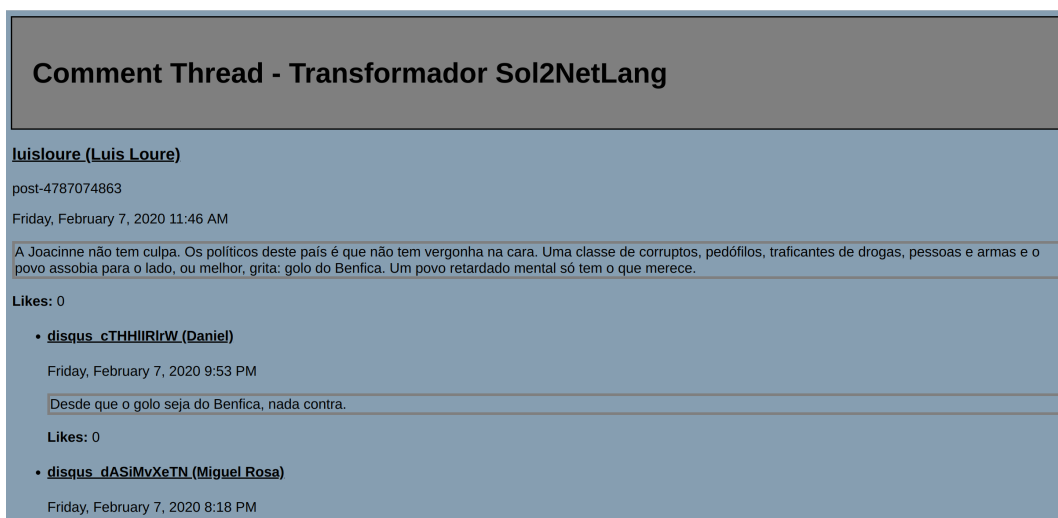 Comment Thread - Transformador Sol2NetLang
luisloure (Luis Loure)
post-4787074863
Friday, February 7, 2020 11:46 AM
A Joacinne não tem culpa. Os políticos deste país é que não tem vergonha na cara. Uma classe de corruptos, pedófilos, traficantes de drogas, pessoas e armas e o
povo assobia para o lado, ou melhor, grita: golo do Benfica. Um povo retardado mental só tem o que merece.
Likes: 0
• disqus_cTHHlIRlrW (Daniel)
Friday, February 7, 2020 9:53 PM
Desde que o golo seja do Benfica, nada contra.
Likes: 0
• disqus_dASiMvXeTN (Miguel Rosa)
Friday, February 7, 2020 8:18 PM